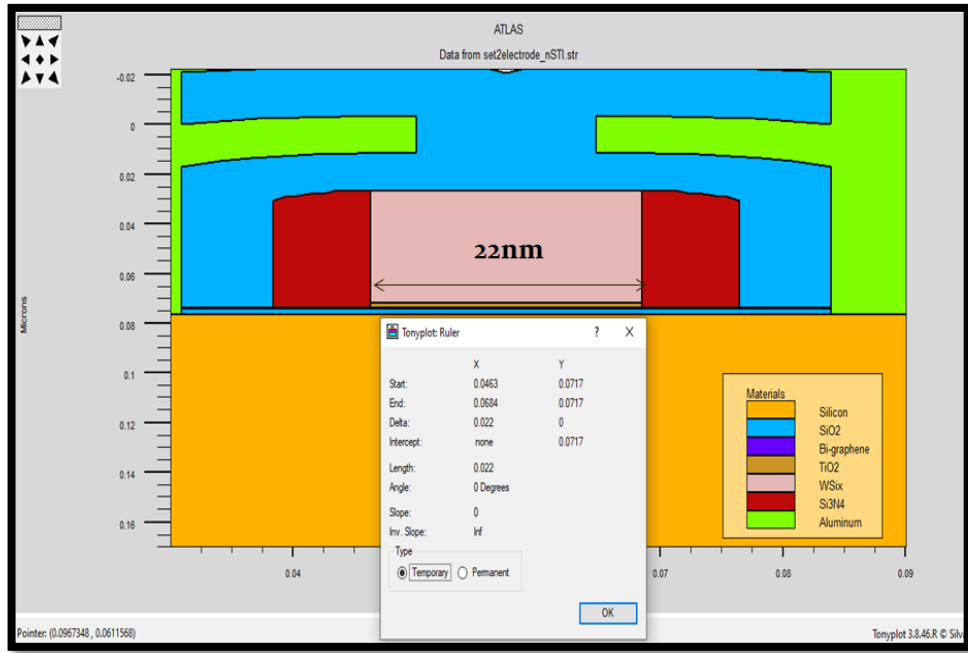 ATLAS
Data from set2electrode_nSTI.str
-0.02
0
0.02
0.04
0.06
0.08
0.1
0.12
0.14
0.16
Microns
22nm
Tonyplot: Ruler ? X
X Y
Start: 0.0463 0.0717
End: 0.0684 0.0717
Delta: 0.022 0
Intercept: none 0.0717
Length: 0.022
Angle: 0 Degrees
Slope: 0
Inv. Slope: Inf
Type
Temporary Permanent
OK
Materials
Silicon
SiO2
Bi-graphene
TiO2
WSix
Si3N4
Aluminum
0.04 0.07 0.08 0.09
Pointer: (0.0967348 , 0.0611568) Tonyplot 3.8.46.R © Silv